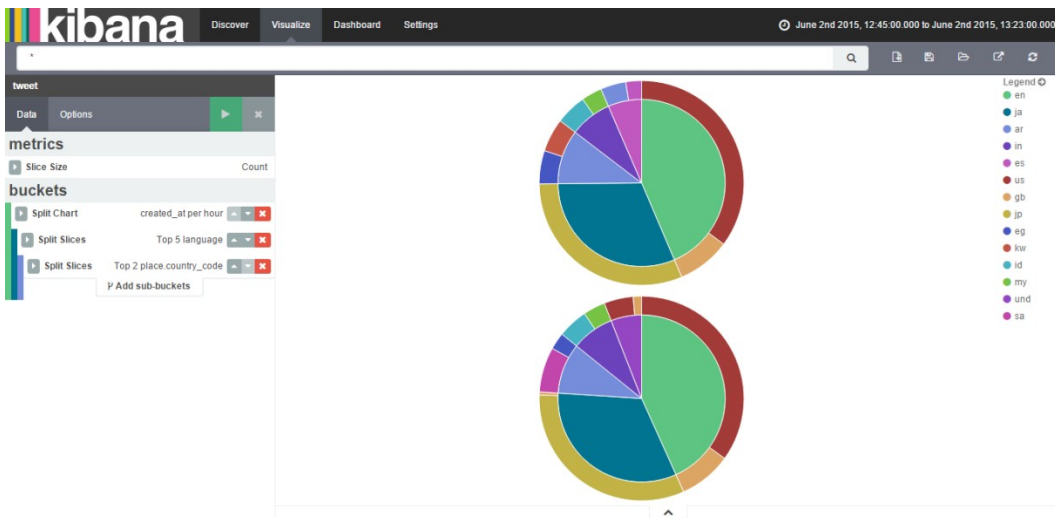 kibana
Discover Visualize Dashboard Settings June 2nd 2015, 12:45:00.000 to June 2nd 2015, 13:23:00.000
*
tweet
Data Options
metrics
Slice Size Count
buckets
Split Chart created_at per hour
Split Slices Top 5 language
Split Slices Top 2 place.country_code
Add sub-buckets
Legend
en
ja
ar
in
es
us
gb
jp
eg
kw
id
my
und
sa